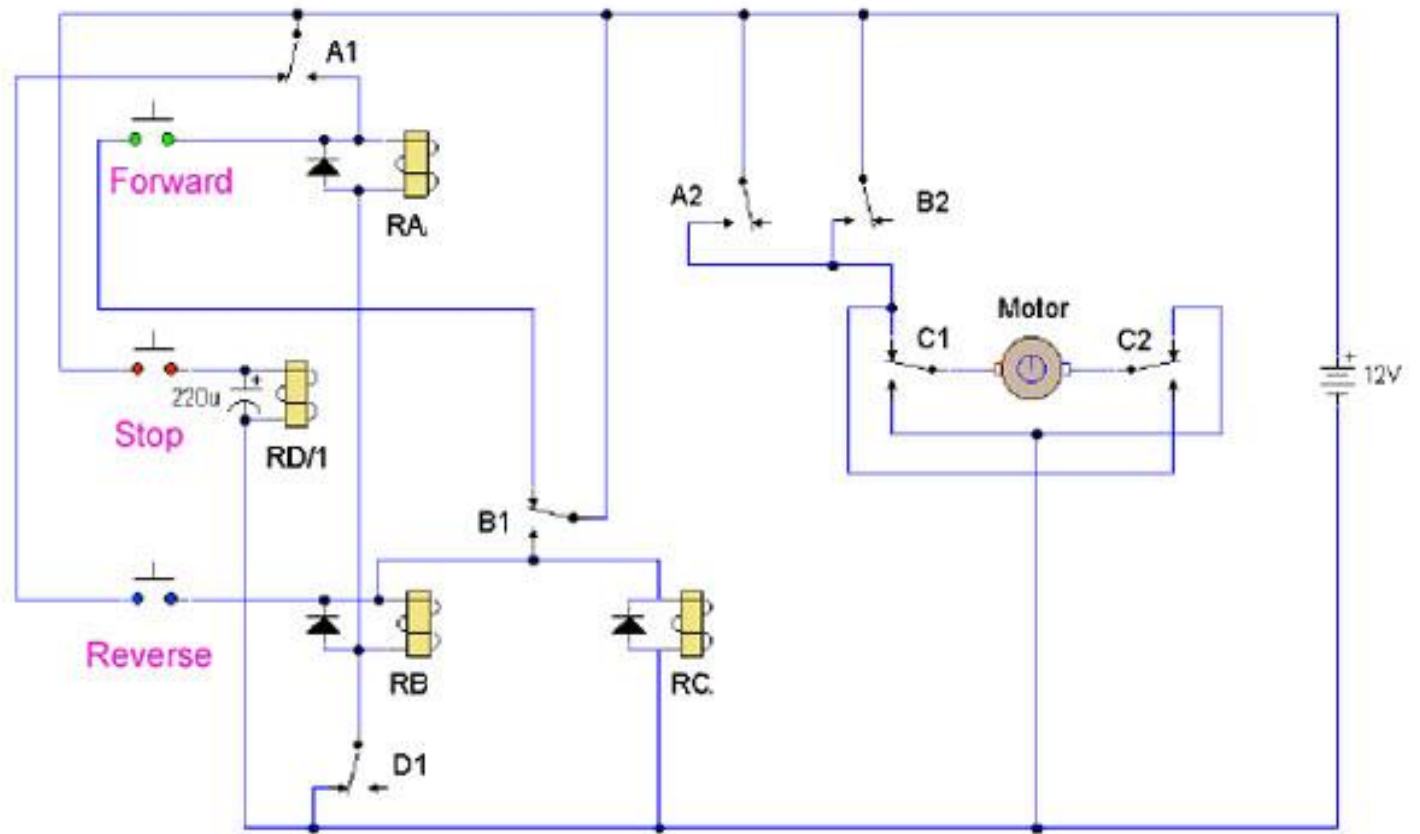 A1
Forward
RA.
A2
B2
Motor
C1
C2
12V
220u
Stop
RD/1
B1
Reverse
RB
RC.
D1